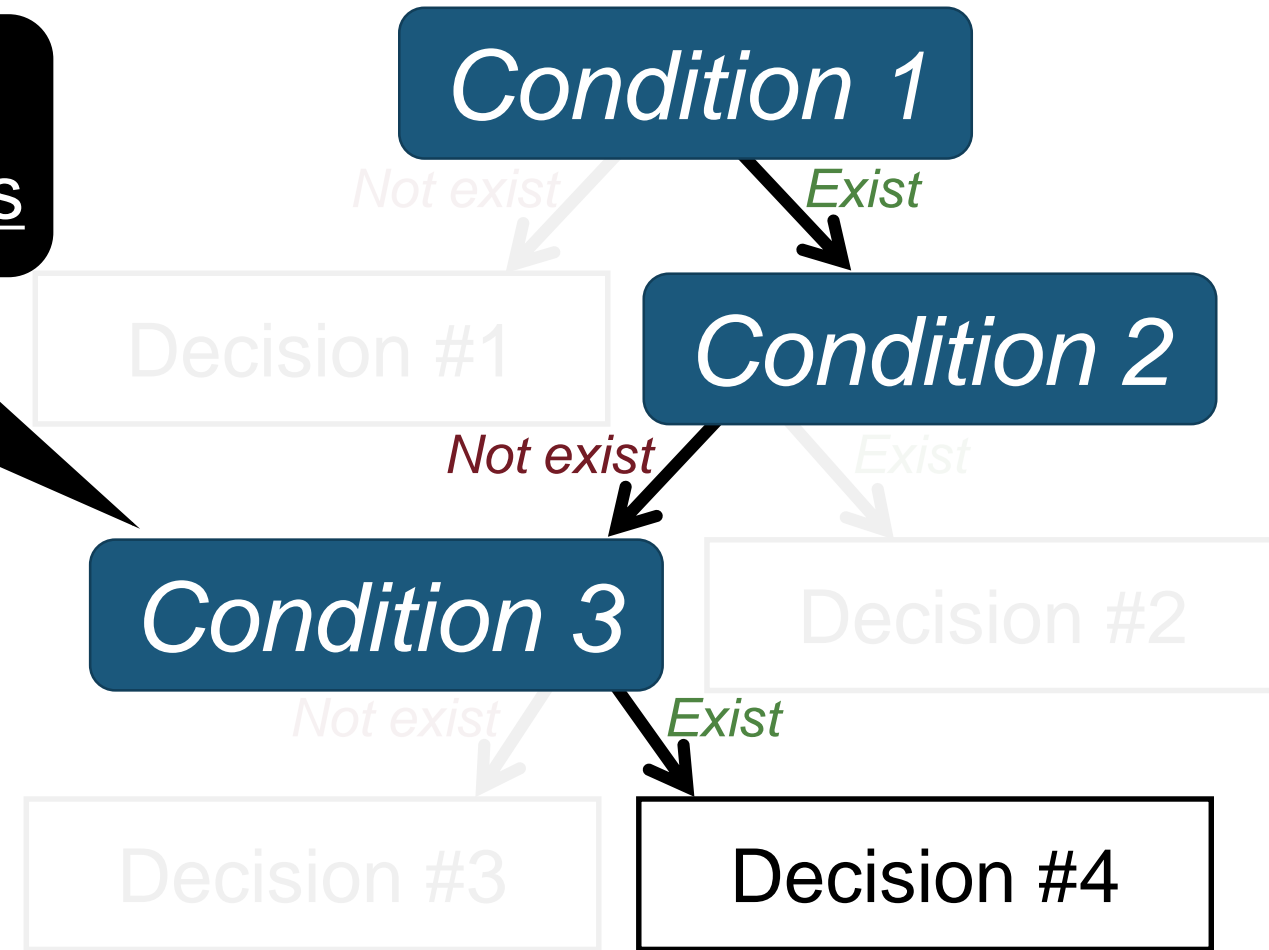 Condition 1
s
Not exist
Exist
Decision #1
Condition 2
Not exist
Exist
Condition 3
Decision #2
Not exist
Exist
Decision #3
Decision #4